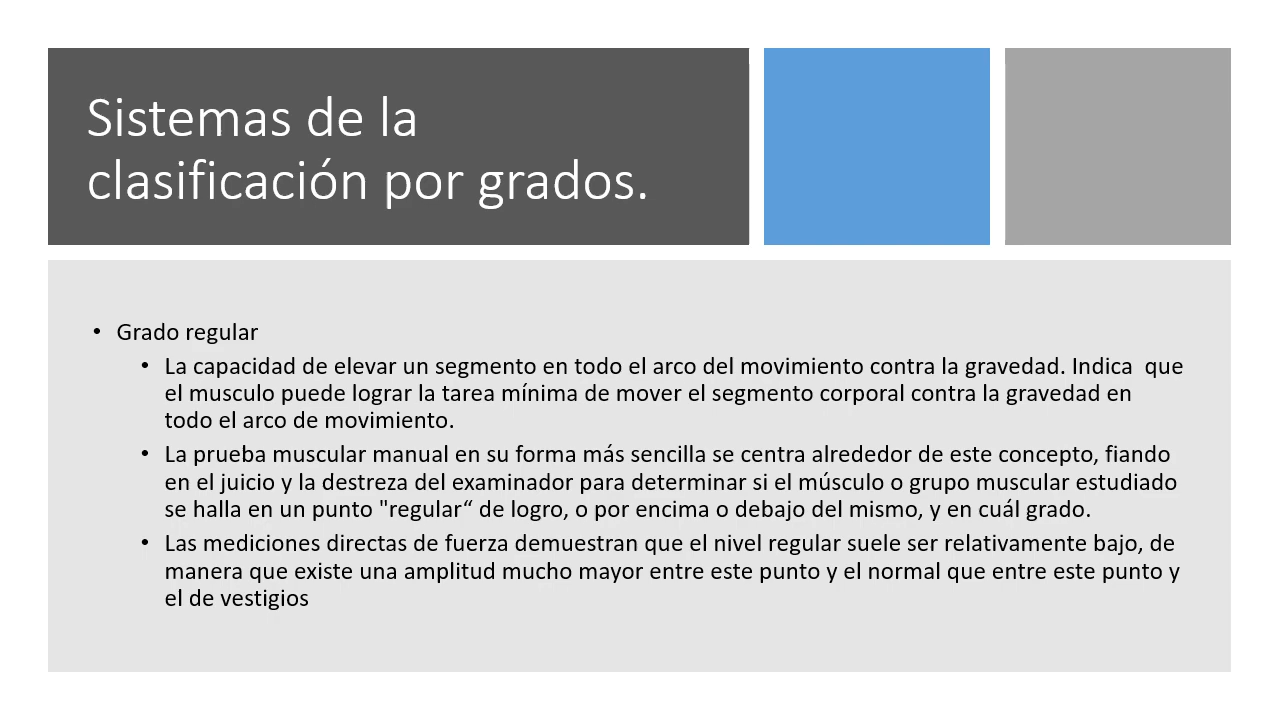 Sistemas de la
clasificación por grados.
• Grado regular
• La capacidad de elevar un segmento en todo el arco del movimiento contra la gravedad. Indica  que
el musculo puede lograr la tarea mínima de mover el segmento corporal contra la gravedad en
todo el arco de movimiento.
• La prueba muscular manual en su forma más sencilla se centra alrededor de este concepto, fiando
en el juicio y la destreza del examinador para determinar si el músculo o grupo muscular estudiado
se halla en un punto "regular“ de logro, o por encima o debajo del mismo, y en cuál grado.
• Las mediciones directas de fuerza demuestran que el nivel regular suele ser relativamente bajo, de
manera que existe una amplitud mucho mayor entre este punto y el normal que entre este punto y
el de vestigios